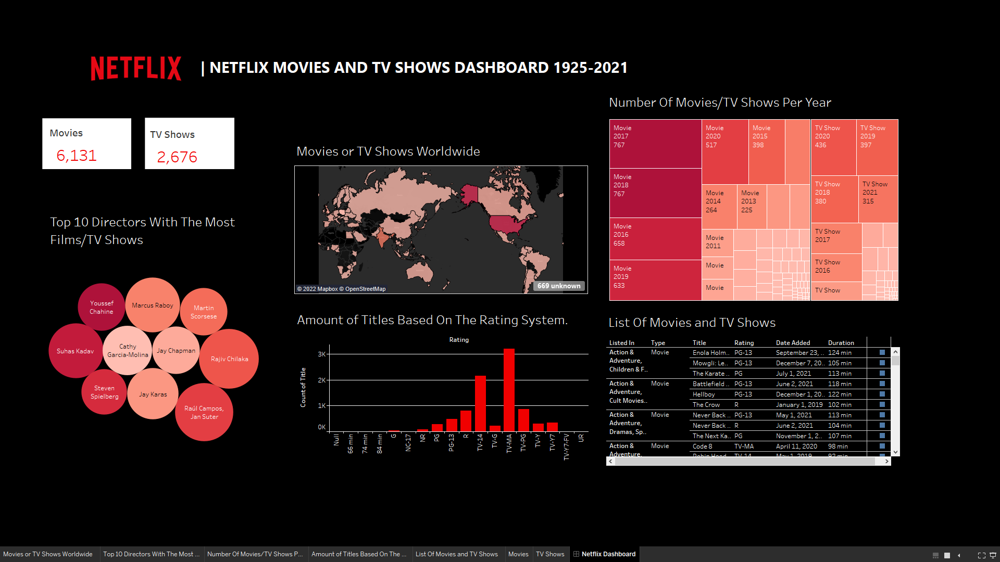 NETFLIX
| NETFLIX MOVIES AND TV SHOWS DASHBOARD 1925-2021
Movies
6,131
TV Shows
2,676
Top 10 Directors With The Most
Films/TV Shows
Youssef
Chahine
Marcus Raboy
Martin
Scorsese
Suhas Kadav
Cathy
Garcia-Molina
Jay Chapman
Rajiv Chilaka
Steven
Spielberg
Jay Karas
Raúl Campos,
Jan Suter
Movies or TV Shows Worldwide
© 2022 Mapbox © OpenStreetMap
669 unknown
Amount of Titles Based On The Rating System.
Rating
Count of Title
3K
2K
1K
0K
Null
66 min
74 min
84 min
G
NC-17
NR
PG
PG-13
R
TV-14
TV-G
TV-MA
TV-PG
TV-Y
TV-Y7
TV-Y7-FV
UR
Number Of Movies/TV Shows Per Year
Movie
2017
767
Movie
2018
767
Movie
2016
658
Movie
2019
633
Movie
2020
517
Movie
2015
398
Movie
2014
264
Movie
2013
225
Movie
2011
Movie
Movie
TV Show
2020
436
TV Show
2019
397
TV Show
2018
380
TV Show
2021
315
TV Show
2017
TV Show
2016
TV Show
List Of Movies and TV Shows
Listed In Type Title Rating Date Added Duration
Action &
Adventure,
Children & F..
Movie
Enola Holm.. PG-13 September 23, .. 124 min
Mowgli: Le.. PG-13 December 7, 20.. 105 min
The Karate .. PG July 1, 2021 113 min
Action &
Adventure,
Cult Movies..
Movie
Battlefield .. PG-13 June 2, 2021 118 min
Hellboy PG-13 December 1, 20.. 122 min
The Crow R January 1, 2019 102 min
Action &
Adventure,
Dramas, Sp..
Movie
Never Back .. PG-13 May 1, 2021 113 min
Never Back .. R June 2, 2021 104 min
The Next Ka.. PG November 1, 2.. 107 min
Action &
Adventure,
Movie
Code 8 TV-MA April 11, 2020 98 min
Robin Hood TV-14 May 1, 2019 92 min
Movies or TV Shows Worldwide
Top 10 Directors With The Most ...
Number Of Movies/TV Shows P...
Amount of Titles Based On The ...
List Of Movies and TV Shows
Movies
TV Shows
Netflix Dashboard